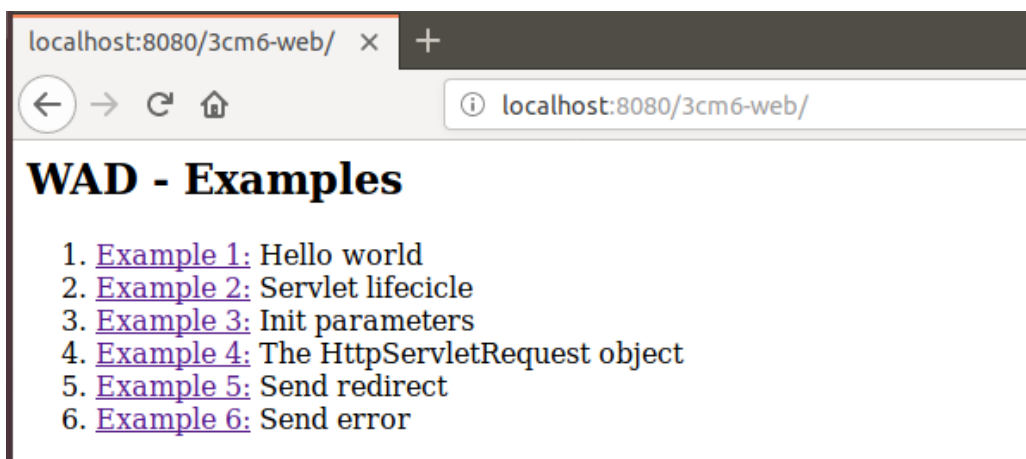 localhost:8080/3cm6-web/
localhost:8080/3cm6-web/
WAD - Examples
1. Example 1: Hello world
2. Example 2: Servlet lifecicle
3. Example 3: Init parameters
4. Example 4: The HttpServletRequest object
5. Example 5: Send redirect
6. Example 6: Send error